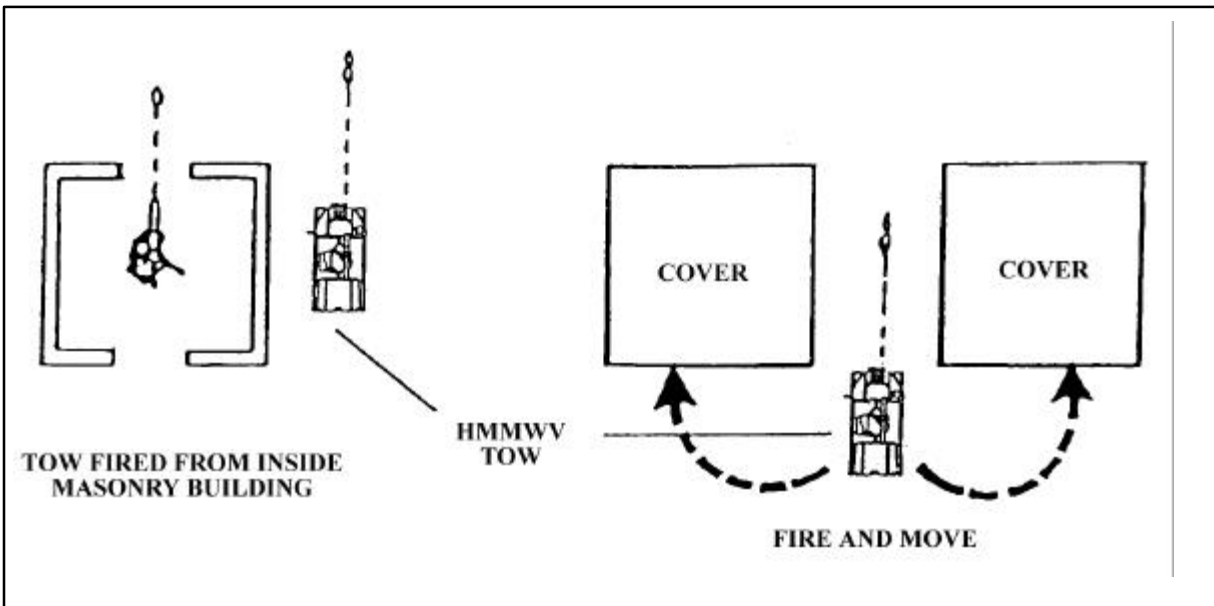 COVER
COVER
HMMWV
TOW
TOW FIRED FROM INSIDE
MASONRY BUILDING
FIRE AND MOVE